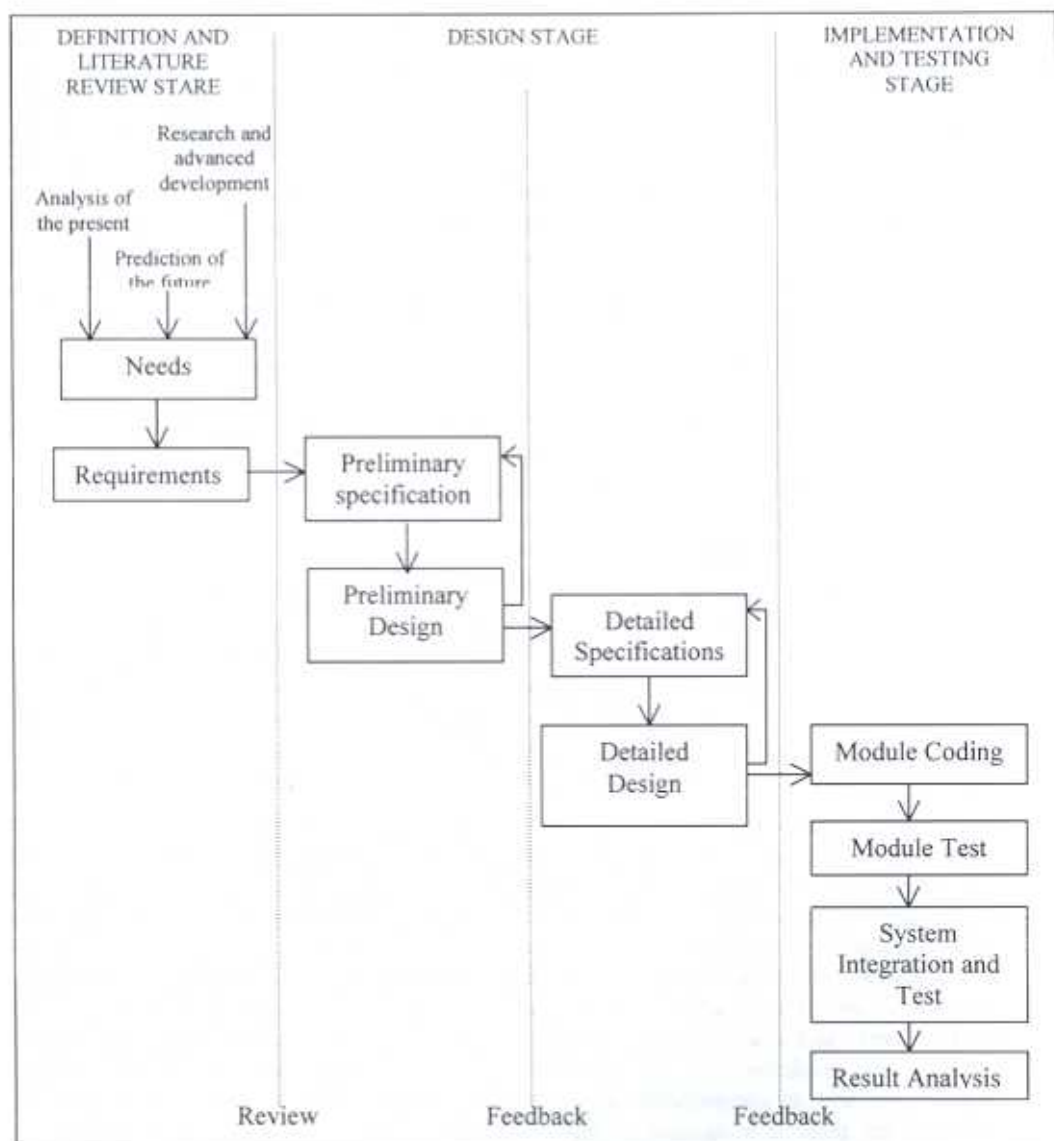 DEFINITION AND
LITERATURE
REVIEW STARE
DESIGN STAGE
IMPLEMENTATION
AND TESTING
STAGE
Research and
advanced
development
Analysis of
the present
Prediction of
the future
Needs
Requirements
Preliminary
specification
Preliminary
Design
Detailed
Specifications
Detailed
Design
Module Coding
Module Test
System
Integration and
Test
Result Analysis
Review
Feedback
Feedback